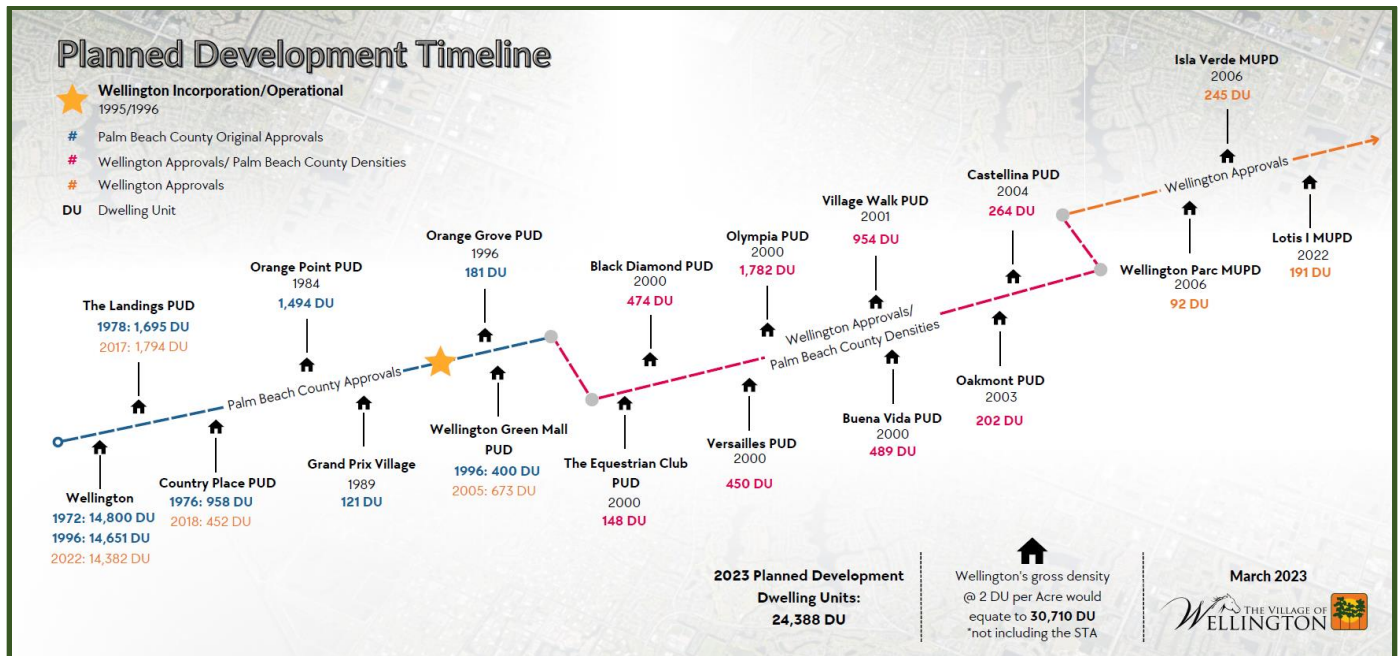 Planned Development Timeline
Wellington Incorporation/Operational
1995/1996
# Palm Beach County Original Approvals
# Wellington Approvals/ Palm Beach County Densities
# Wellington Approvals
DU Dwelling Unit
The Landings PUD
1978: 1,695 DU
2017: 1,794 DU
Orange Point PUD
1984
1,494 DU
Orange Grove PUD
1996
181 DU
Black Diamond PUD
2000
474 DU
Olympia PUD
2000
1,782 DU
Village Walk PUD
2001
954 DU
Castellina PUD
2004
264 DU
Isla Verde MUPD
2006
245 DU
Palm Beach County Approvals
Wellington Approvals/
Palm Beach County Densities
Wellington Approvals
Wellington
1972: 14,800 DU
1996: 14,651 DU
2022: 14,382 DU
Country Place PUD
1976: 958 DU
2018: 452 DU
Grand Prix Village
1989
121 DU
Wellington Green Mall
PUD
1996: 400 DU
2005: 673 DU
The Equestrian Club
PUD
2000
148 DU
Versailles PUD
2000
450 DU
Buena Vida PUD
2000
489 DU
Oakmont PUD
2003
202 DU
Wellington Parc MUPD
2006
92 DU
Lotis I MUPD
2022
191 DU
2023 Planned Development
Dwelling Units:
24,388 DU
Wellington's gross density
@ 2 DU per Acre would
equate to 30,710 DU
*not including the STA
March 2023
THE VILLAGE OF
WELLINGTON